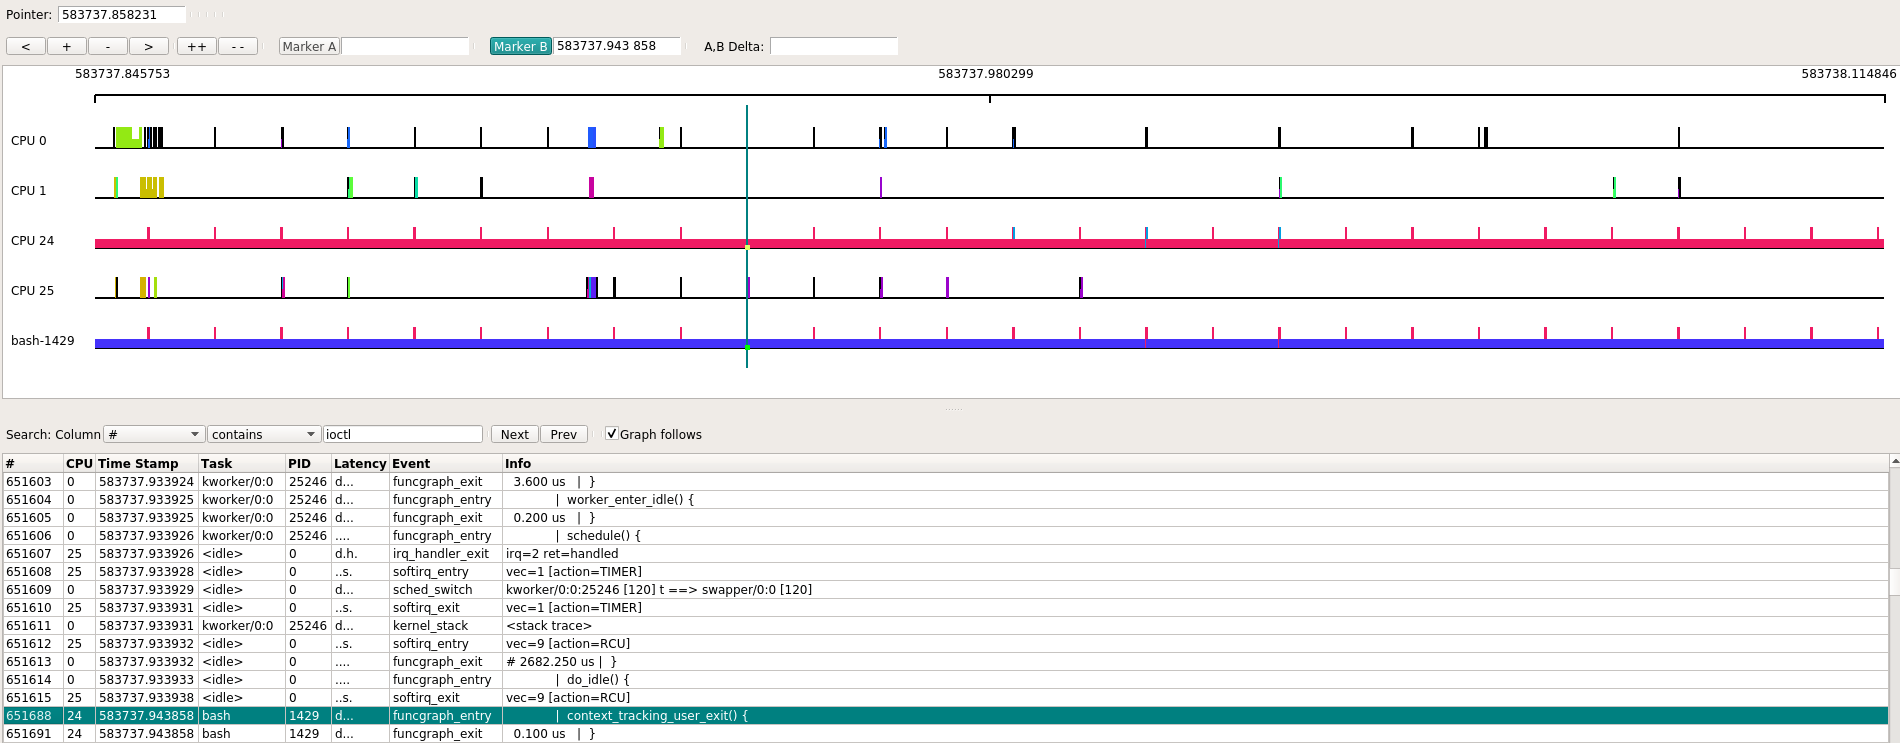 Pointer: 583737.858231
< + - > ++ - - Marker A Marker B 583737.943 858 A,B Delta:
583737.845753 583737.980299 583738.114846
CPU 0
CPU 1
CPU 24
CPU 25
bash-1429
Search: Column # contains ioctl Next Prev Graph follows
# CPU Time Stamp Task PID Latency Event Info
651603 0 583737.933924 kworker/0:0 25246 d... funcgraph_exit 3.600 us | }
651604 0 583737.933925 kworker/0:0 25246 d... funcgraph_entry | worker_enter_idle() {
651605 0 583737.933925 kworker/0:0 25246 d... funcgraph_exit 0.200 us | }
651606 0 583737.933926 kworker/0:0 25246 .... funcgraph_entry | schedule() {
651607 25 583737.933926 <idle> 0 d.h. irq_handler_exit irq=2 ret=handled
651608 25 583737.933928 <idle> 0 ..s. softirq_entry vec=1 [action=TIMER]
651609 0 583737.933929 <idle> 0 d... sched_switch kworker/0:0:25246 [120] t ==> swapper/0:0 [120]
651610 25 583737.933931 <idle> 0 ..s. softirq_exit vec=1 [action=TIMER]
651611 0 583737.933931 kworker/0:0 25246 d... kernel_stack <stack trace>
651612 25 583737.933932 <idle> 0 ..s. softirq_entry vec=9 [action=RCU]
651613 0 583737.933932 <idle> 0 .... funcgraph_exit # 2682.250 us | }
651614 0 583737.933933 <idle> 0 .... funcgraph_entry | do_idle() {
651615 25 583737.933938 <idle> 0 ..s. softirq_exit vec=9 [action=RCU]
651688 24 583737.943858 bash 1429 d... funcgraph_entry | context_tracking_user_exit() {
651691 24 583737.943858 bash 1429 d... funcgraph_exit 0.100 us | }